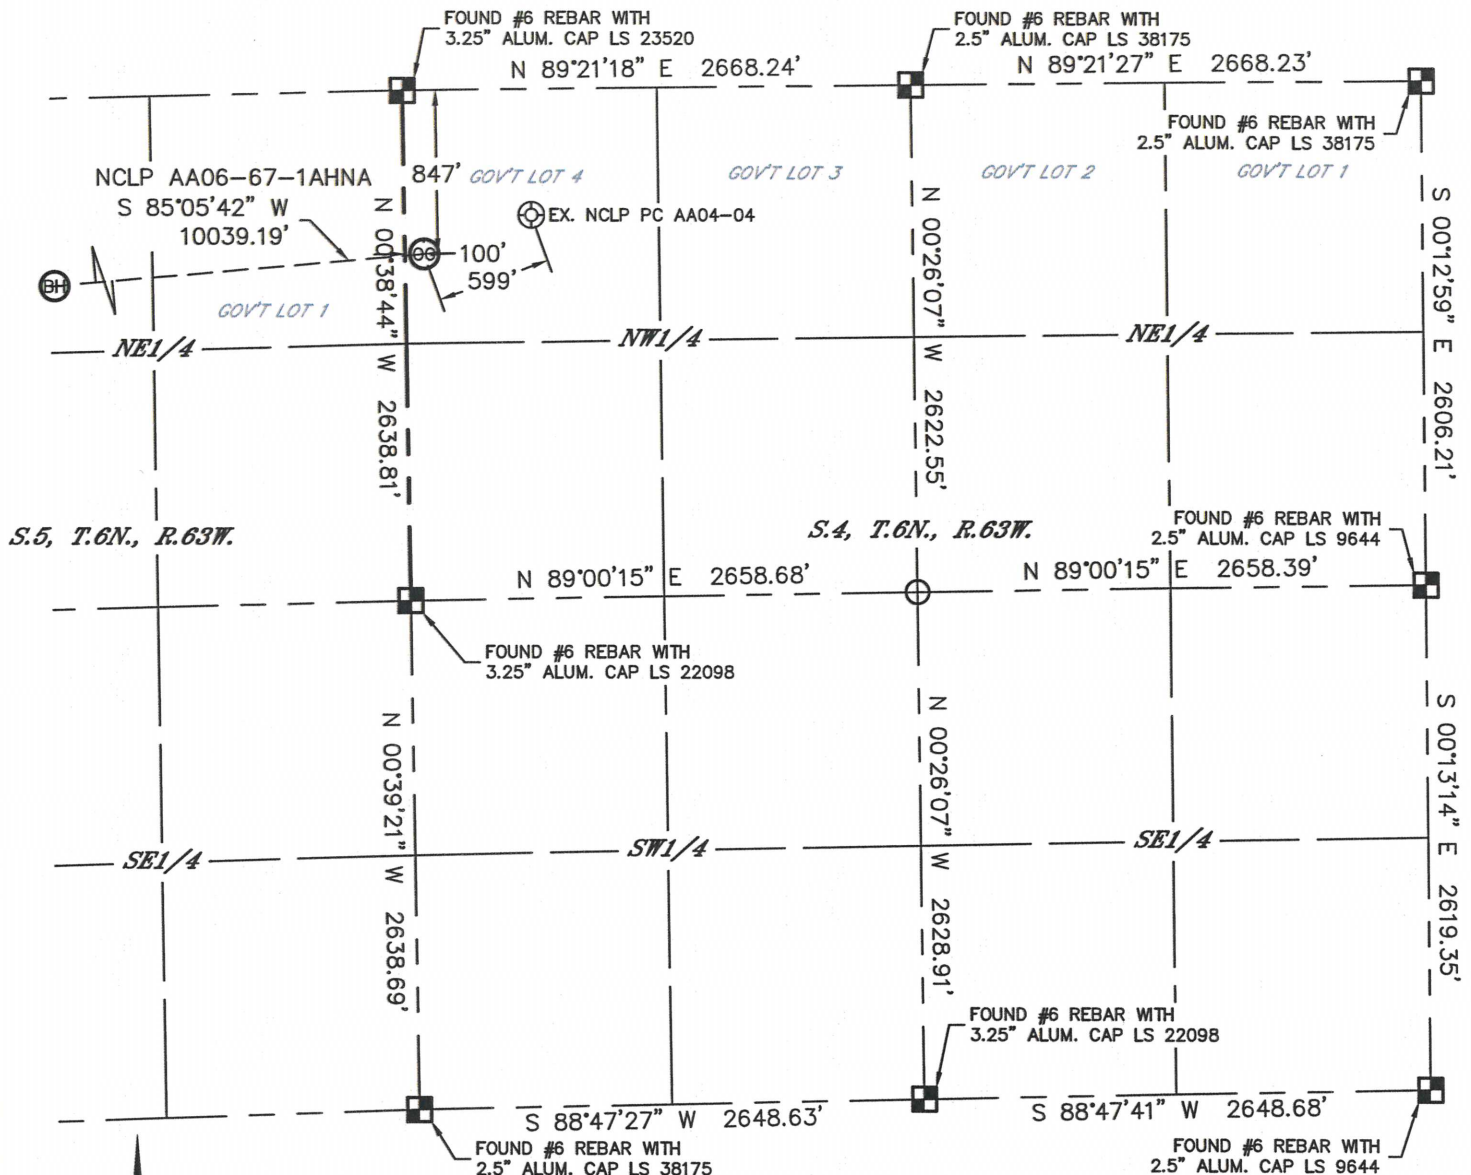 FOUND #6 REBAR WITH
3.25" ALUM. CAP LS 23520
FOUND #6 REBAR WITH
2.5" ALUM. CAP LS 38175
N 89°21'18" E 2668.24'
N 89°21'27" E 2668.23'
FOUND #6 REBAR WITH
2.5" ALUM. CAP LS 38175
NCLP AA06-67-1AHNA
S 85°05'42" W
10039.19'
847'
GOV'T LOT 4
GOV'T LOT 3
GOV'T LOT 2
GOV'T LOT 1
EX. NCLP PC AA04-04
OG
100'
599'
BH
GOV'T LOT 1
N 00°38'44" W 2638.81'
N 00°26'07" W 2622.55'
S 00°12'59" E 2606.21'
NE1/4
NW1/4
NE1/4
S.5, T.6N., R.63W.
S.4, T.6N., R.63W.
FOUND #6 REBAR WITH
2.5" ALUM. CAP LS 9644
N 89°00'15" E 2658.68'
N 89°00'15" E 2658.39'
FOUND #6 REBAR WITH
3.25" ALUM. CAP LS 22098
N 00°39'21" W 2638.69'
N 00°26'07" W 2628.91'
S 00°13'14" E 2619.35'
SE1/4
SW1/4
SE1/4
FOUND #6 REBAR WITH
3.25" ALUM. CAP LS 22098
S 88°47'27" W 2648.63'
S 88°47'41" W 2648.68'
FOUND #6 REBAR WITH
2.5" ALUM. CAP LS 38175
FOUND #6 REBAR WITH
2.5" ALUM. CAP LS 9644